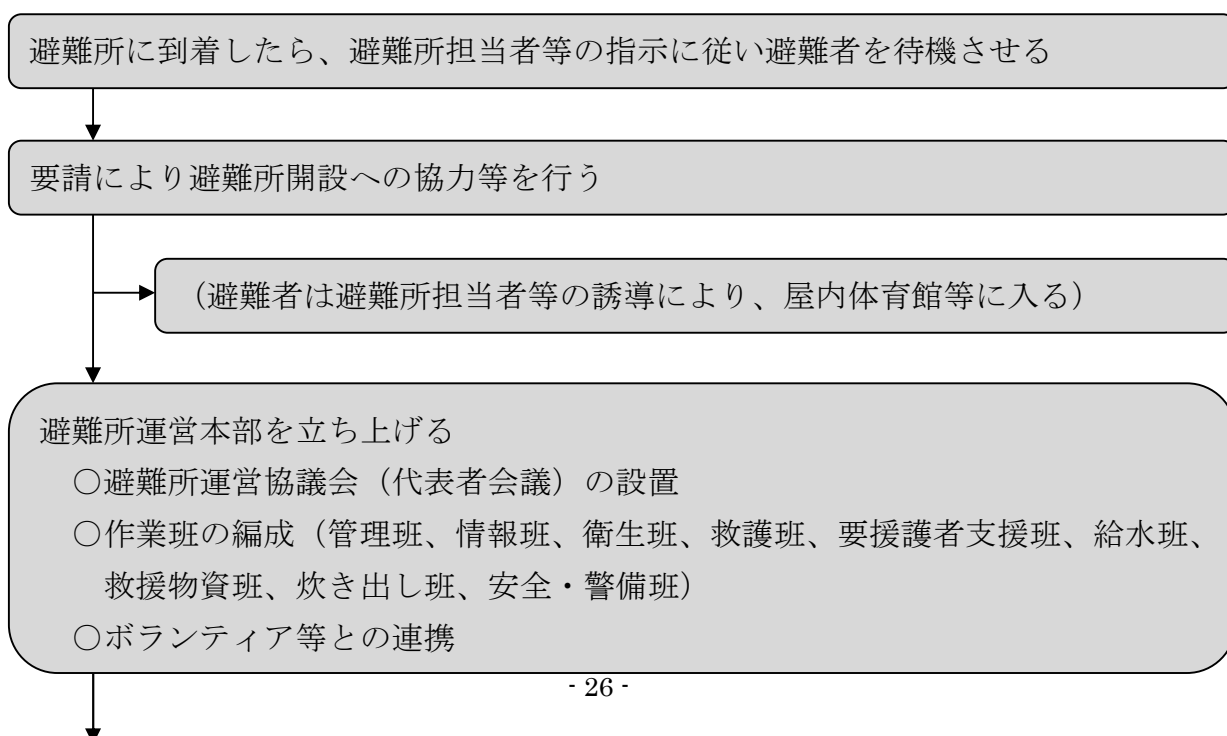 避難所に到着したら、避難所担当者等の指示に従い避難者を待機させる
要請により避難所開設への協力等を行う
（避難者は避難所担当者等の誘導により、屋内体育館等に入る）
避難所運営本部を立ち上げる
○避難所運営協議会（代表者会議）の設置
○作業班の編成（管理班、情報班、衛生班、救護班、要援護者支援班、給水班、
救援物資班、炊き出し班、安全・警備班）
○ボランティア等との連携
- 26 -